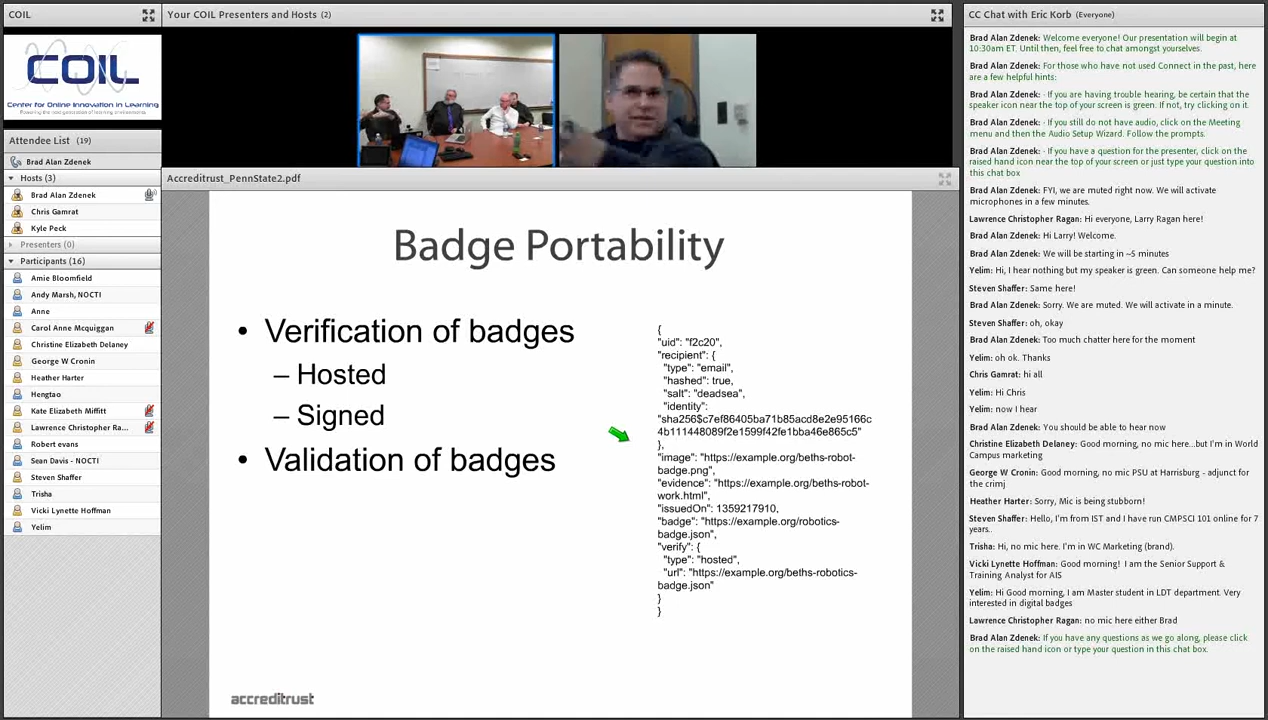 COIL
Your COIL Presenters and Hosts (2)
CC Chat with Eric Korb (Everyone)
COIL
Center for Online Innovation in Learning
Attendee List (19)
Brad Alan Zdenek
Hosts (3)
Brad Alan Zdenek
Chris Gamrat
Kyle Peck
Presenters (0)
Participants (16)
Amie Bloomfield
Andy Marsh, NOCTI
Anne
Carol Anne Mcquiggan
Christine Elizabeth Delaney
George W Cronin
Heather Harter
Hengtao
Kate Elizabeth Miffitt
Lawrence Christopher Ra...
Robert evans
Sean Davis - NOCTI
Steven Shaffer
Trisha
Vicki Lynette Hoffman
Yelim
Accreditrust_PennState2.pdf
Badge Portability
• Verification of badges
– Hosted
– Signed
• Validation of badges
{
"uid": "f2c20",
"recipient": {
"type": "email",
"hashed": true,
"salt": "deadsea",
"identity":
"sha256$c7ef86405ba71b85acd8e2e95166c
4b111448089f2e1599f42fe1bba46e865c5"
},
"image": "https://example.org/beths-robot-
badge.png",
"evidence": "https://example.org/beths-robot-
work.html",
"issuedOn": 1359217910,
"badge": "https://example.org/robotics-
badge.json",
"verify": {
"type": "hosted",
"url": "https://example.org/beths-robotics-
badge.json"
}
}
accreditrust
Brad Alan Zdenek: Welcome everyone! Our presentation will begin at
10:30am ET. Until then, feel free to chat amongst yourselves.
Brad Alan Zdenek: For those who have not used Connect in the past, here
are a few helpful hints:
Brad Alan Zdenek: - If you are having trouble hearing, be certain that the
speaker icon near the top of your screen is green. If not, try clicking on it.
Brad Alan Zdenek: - If you still do not have audio, click on the Meeting
menu and then the Audio Setup Wizard. Follow the prompts.
Brad Alan Zdenek: - If you have a question for the presenter, click on the
raised hand icon near the top of your screen or just type your question into
this chat box
Brad Alan Zdenek: FYI, we are muted right now. We will activate
microphones in a few minutes.
Lawrence Christopher Ragan: Hi everyone, Larry Ragan here!
Brad Alan Zdenek: Hi Larry! Welcome.
Brad Alan Zdenek: We will be starting in ~5 minutes
Yelim: Hi, I hear nothing but my speaker is green. Can someone help me?
Steven Shaffer: Same here!
Brad Alan Zdenek: Sorry. We are muted. We will activate in a minute.
Steven Shaffer: oh, okay
Brad Alan Zdenek: Too much chatter here for the moment
Yelim: oh ok. Thanks
Chris Gamrat: hi all
Yelim: Hi Chris
Yelim: now I hear
Brad Alan Zdenek: You should be able to hear now
Christine Elizabeth Delaney: Good morning, no mic here...but I'm in World
Campus marketing
George W Cronin: Good morning, no mic PSU at Harrisburg - adjunct for
the crimj
Heather Harter: Sorry, Mic is being stubborn!
Steven Shaffer: Hello, I'm from IST and I have run CMPSCI 101 online for 7
years..
Trisha: Hi, no mic here. I'm in WC Marketing (brand).
Vicki Lynette Hoffman: Good morning! I am the Senior Support &
Training Analyst for AIS
Yelim: Hi Good morning, I am Master student in LDT department. Very
interested in digital badges
Lawrence Christopher Ragan: no mic here either Brad
Brad Alan Zdenek: If you have any questions as we go along, please click
on the raised hand icon or type your question in this chat box.